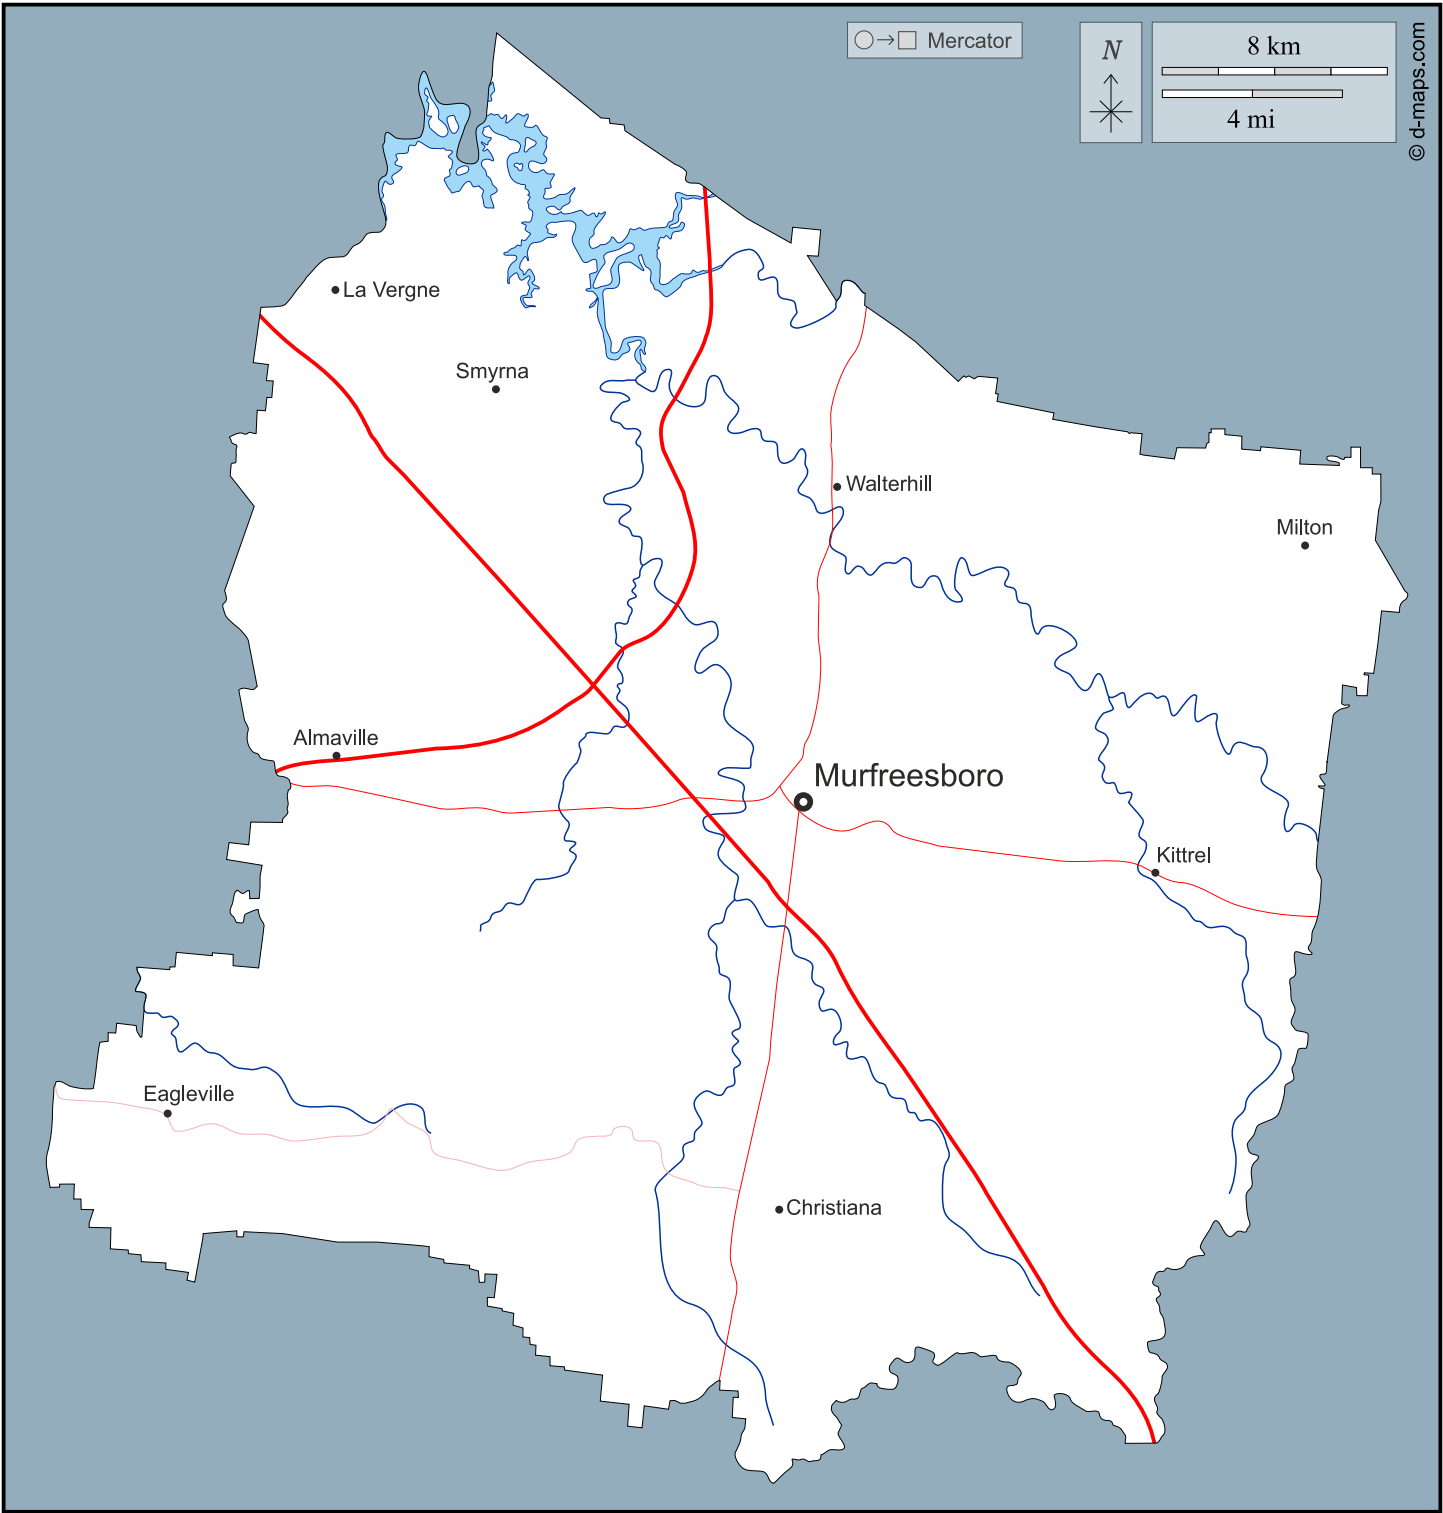 Mercator
N
8 km
4 mi
© d-maps.com
La Vergne
Smyrna
Walterhill
Milton
Almaville
Murfreesboro
Kittrel
Eagleville
Christiana